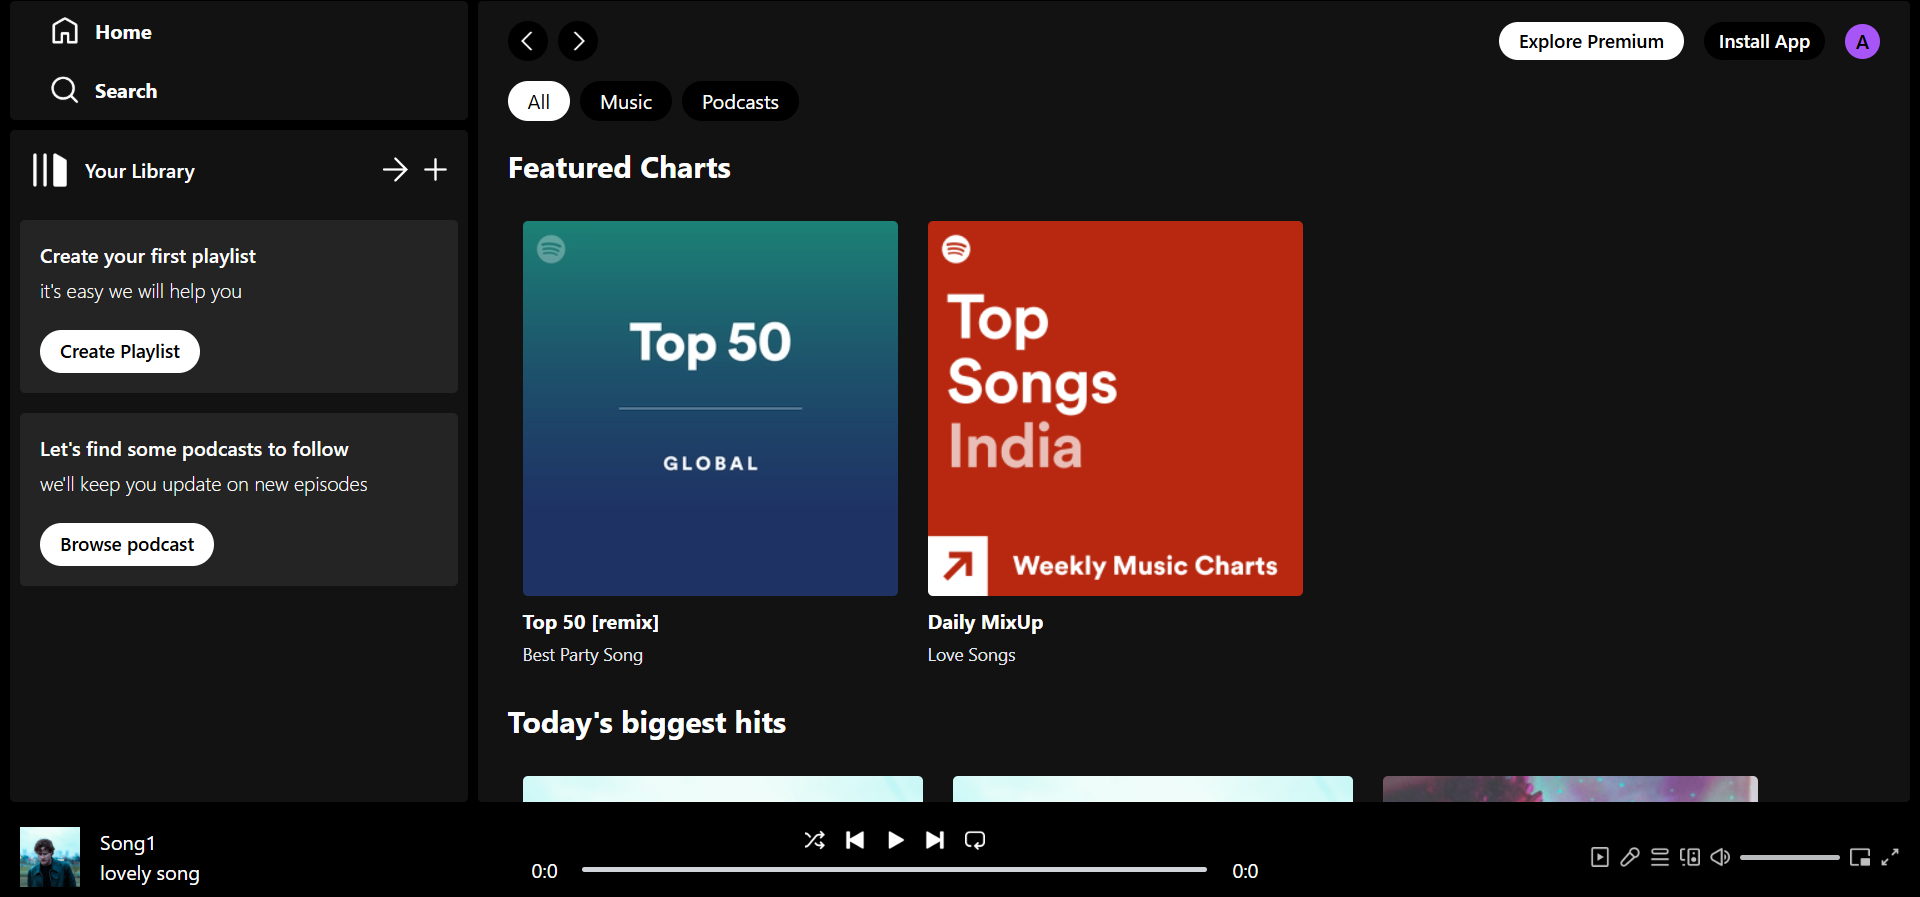 Home
Search
Your Library
Create your first playlist
it's easy we will help you
Create Playlist
Let's find some podcasts to follow
we'll keep you update on new episodes
Browse podcast
Explore Premium
Install App
A
All
Music
Podcasts
Featured Charts
Top 50
GLOBAL
Top 50 [remix]
Best Party Song
Top
Songs
India
Weekly Music Charts
Daily MixUp
Love Songs
Today's biggest hits
Song1
lovely song
0:0
0:0